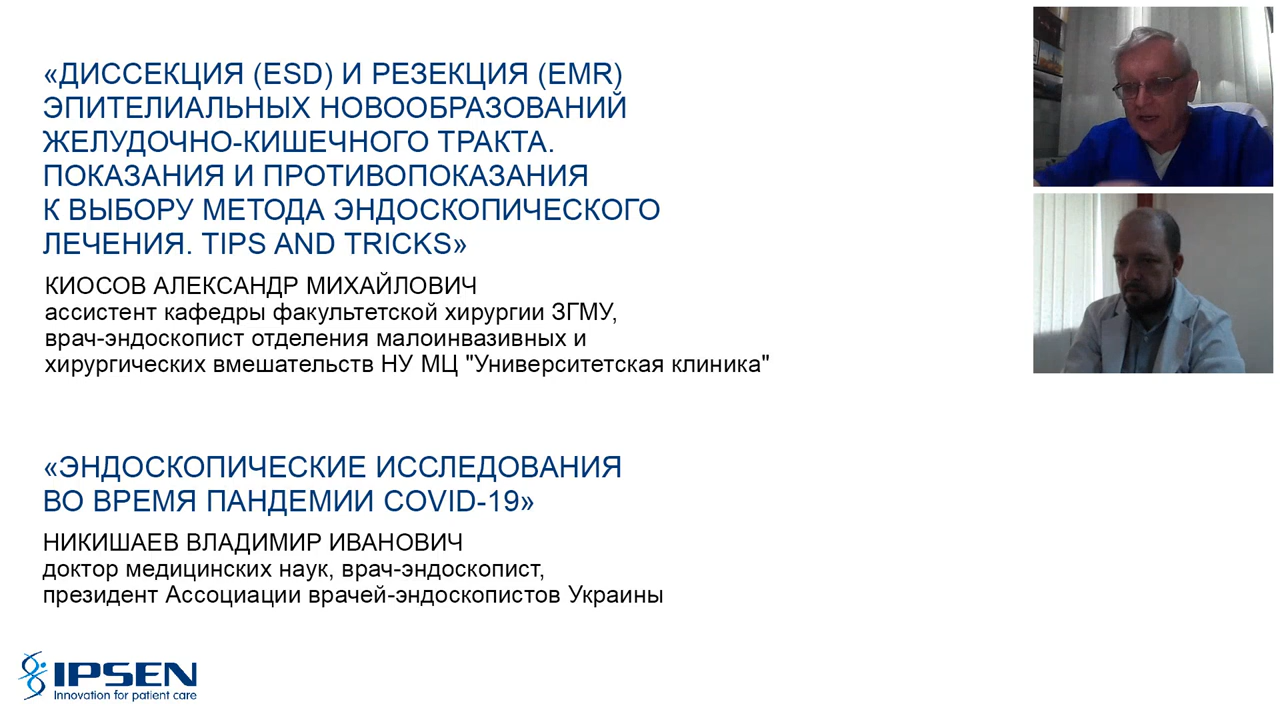 «ДИССЕКЦИЯ (ESD) И РЕЗЕКЦИЯ (EMR)
ЭПИТЕЛИАЛЬНЫХ НОВООБРАЗОВАНИЙ
ЖЕЛУДОЧНО-КИШЕЧНОГО ТРАКТА.
ПОКАЗАНИЯ И ПРОТИВОПОКАЗАНИЯ
К ВЫБОРУ МЕТОДА ЭНДОСКОПИЧЕСКОГО
ЛЕЧЕНИЯ. TIPS AND TRICKS»
КИОСОВ АЛЕКСАНДР МИХАЙЛОВИЧ
ассистент кафедры факультетской хирургии ЗГМУ,
врач-эндоскопист отделения малоинвазивных и
хирургических вмешательств НУ МЦ "Университетская клиника"
«ЭНДОСКОПИЧЕСКИЕ ИССЛЕДОВАНИЯ
ВО ВРЕМЯ ПАНДЕМИИ COVID-19»
НИКИШАЕВ ВЛАДИМИР ИВАНОВИЧ
доктор медицинских наук, врач-эндоскопист,
президент Ассоциации врачей-эндоскопистов Украины
IPSEN
Innovation for patient care